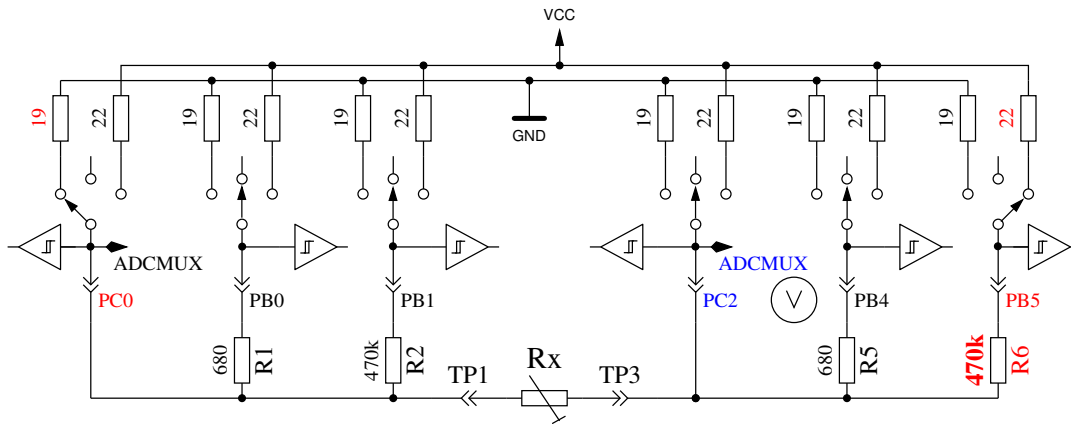 VCC
19
22
19
22
19
22
GND
19
22
19
22
19
22
ADCMUX
ADCMUX
PC0
PB0
PB1
PC2
V
PB4
PB5
680
R1
470k
R2
TP1
Rx
TP3
680
R5
470k
R6